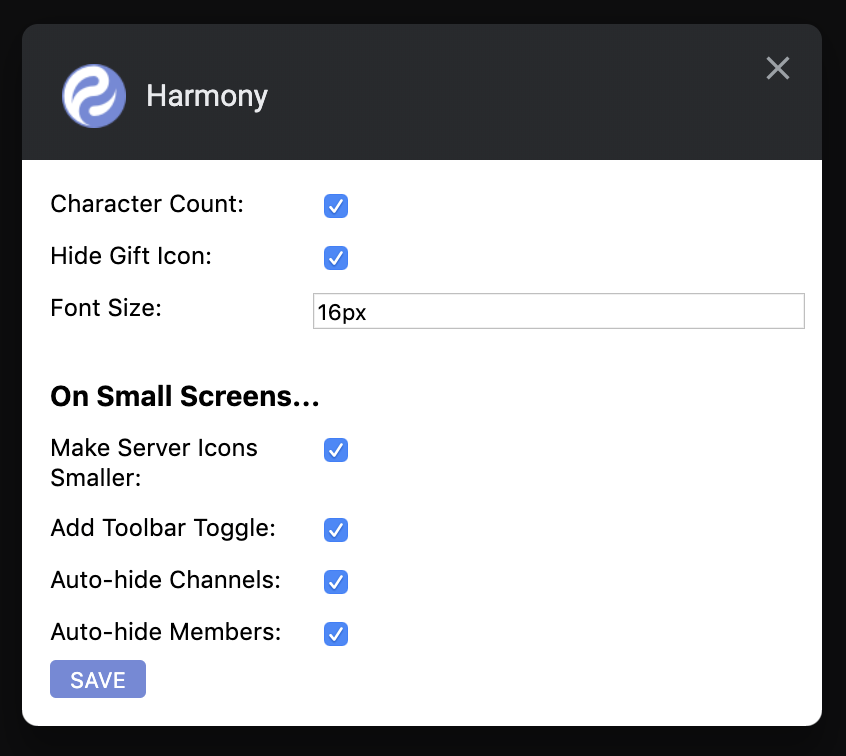 Harmony
Character Count:
Hide Gift Icon:
Font Size:
16px
On Small Screens...
Make Server Icons
Smaller:
Add Toolbar Toggle:
Auto-hide Channels:
Auto-hide Members:
SAVE